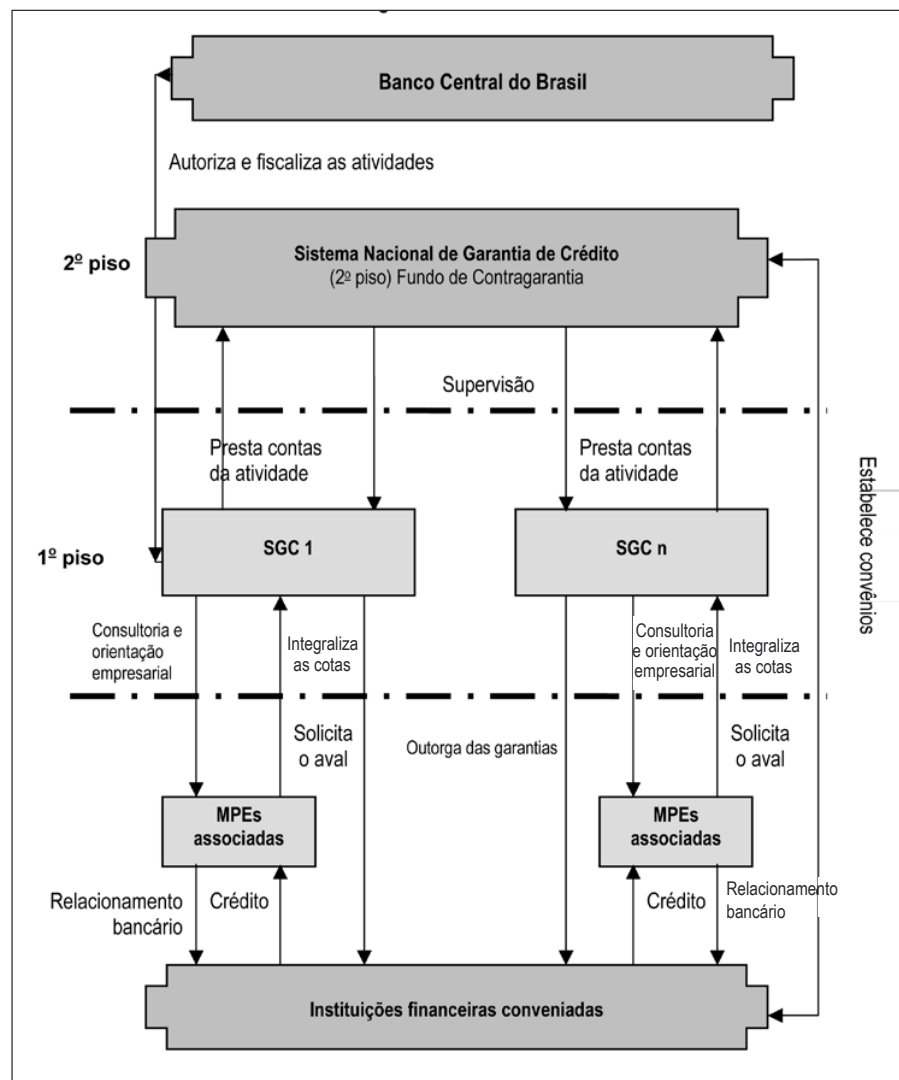 Banco Central do Brasil
Autoriza e fiscaliza as atividades
2º piso
Sistema Nacional de Garantia de Crédito
(2º piso) Fundo de Contragarantia
Supervisão
Presta contas
da atividade
Presta contas
da atividade
Estabelece convênios
1º piso
SGC 1
SGC n
Consultoria e
orientação
empresarial
Integraliza
as cotas
Consultoria
e orientação
empresarial
Integraliza
as cotas
Solicita
o aval
Outorga das garantias
Solicita
o aval
MPEs
associadas
MPEs
associadas
Relacionamento
bancário
Crédito
Crédito
Relacionamento
bancário
Instituições financeiras conveniadas